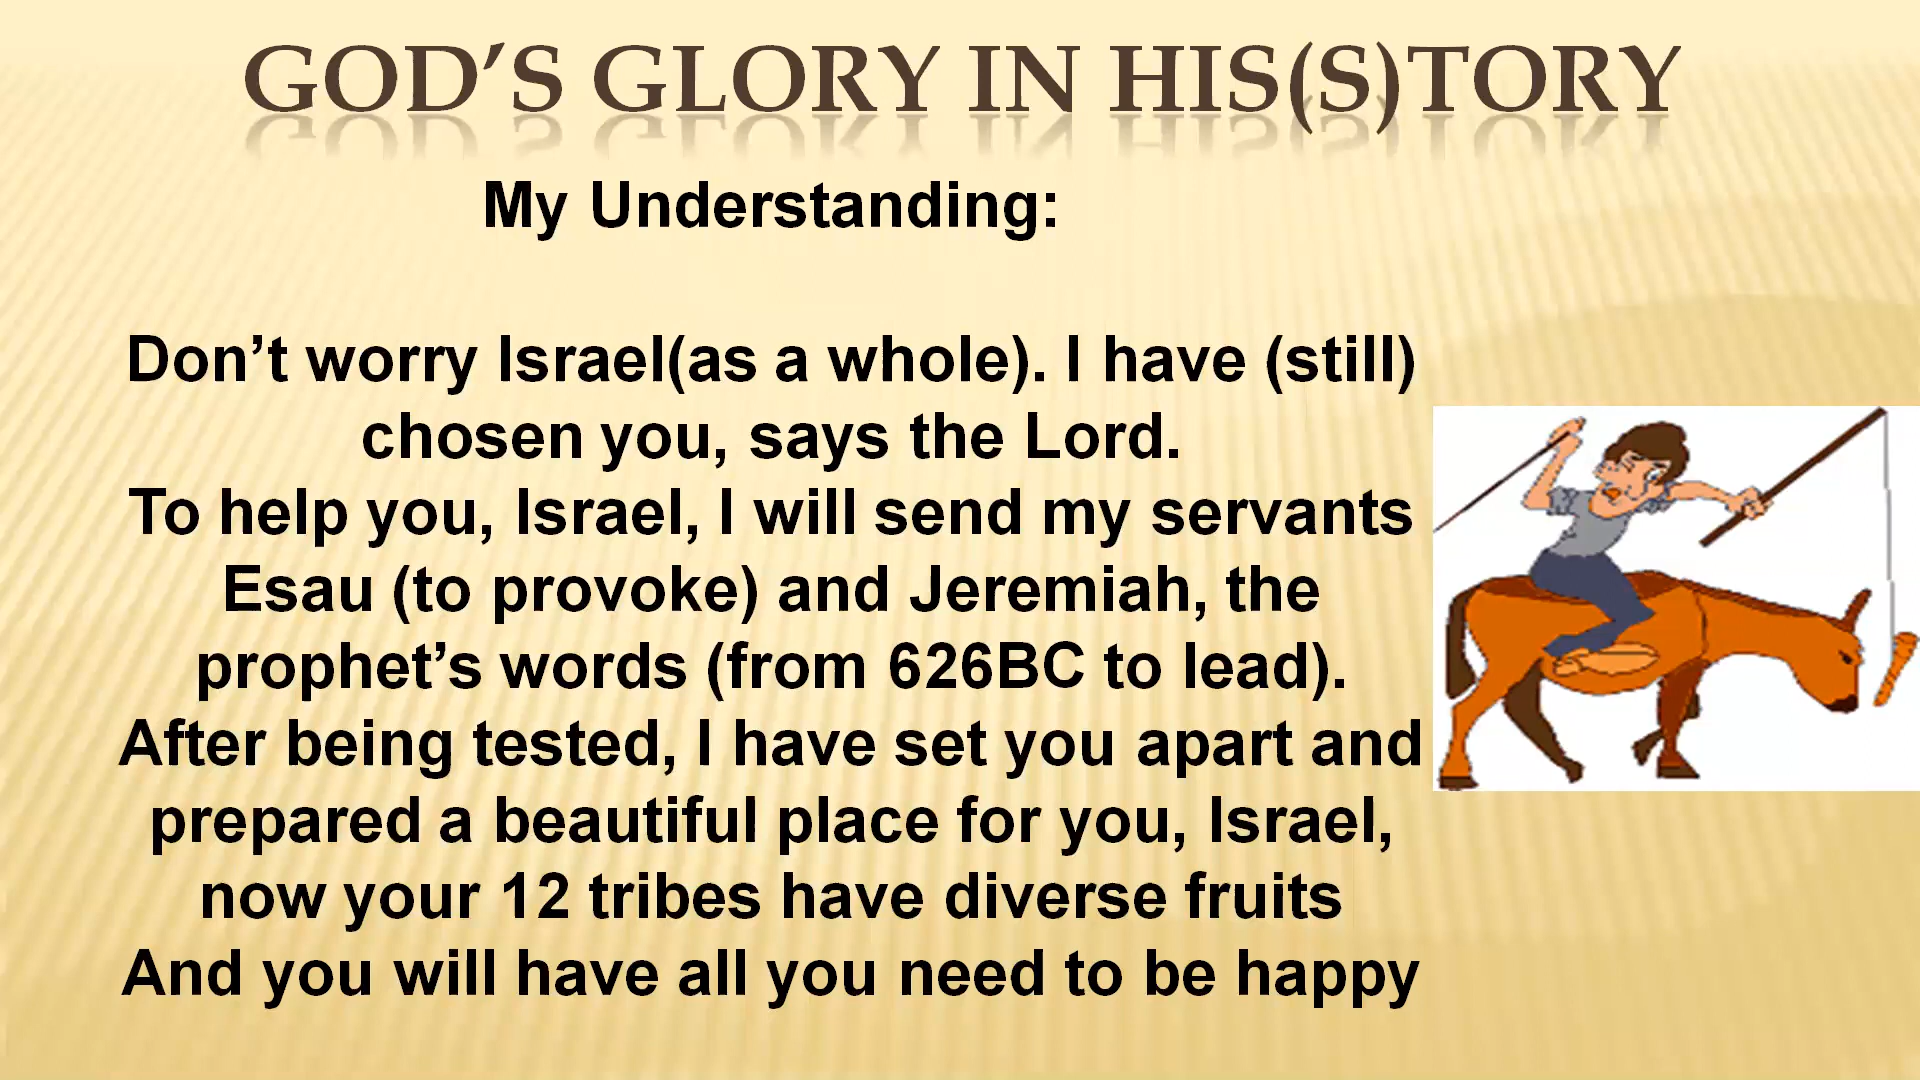 GOD’S GLORY IN HIS(S)TORY
My Understanding:
Don’t worry Israel(as a whole). I have (still)
chosen you, says the Lord.
To help you, Israel, I will send my servants
Esau (to provoke) and Jeremiah, the
prophet’s words (from 626BC to lead).
After being tested, I have set you apart and
prepared a beautiful place for you, Israel,
now your 12 tribes have diverse fruits
And you will have all you need to be happy